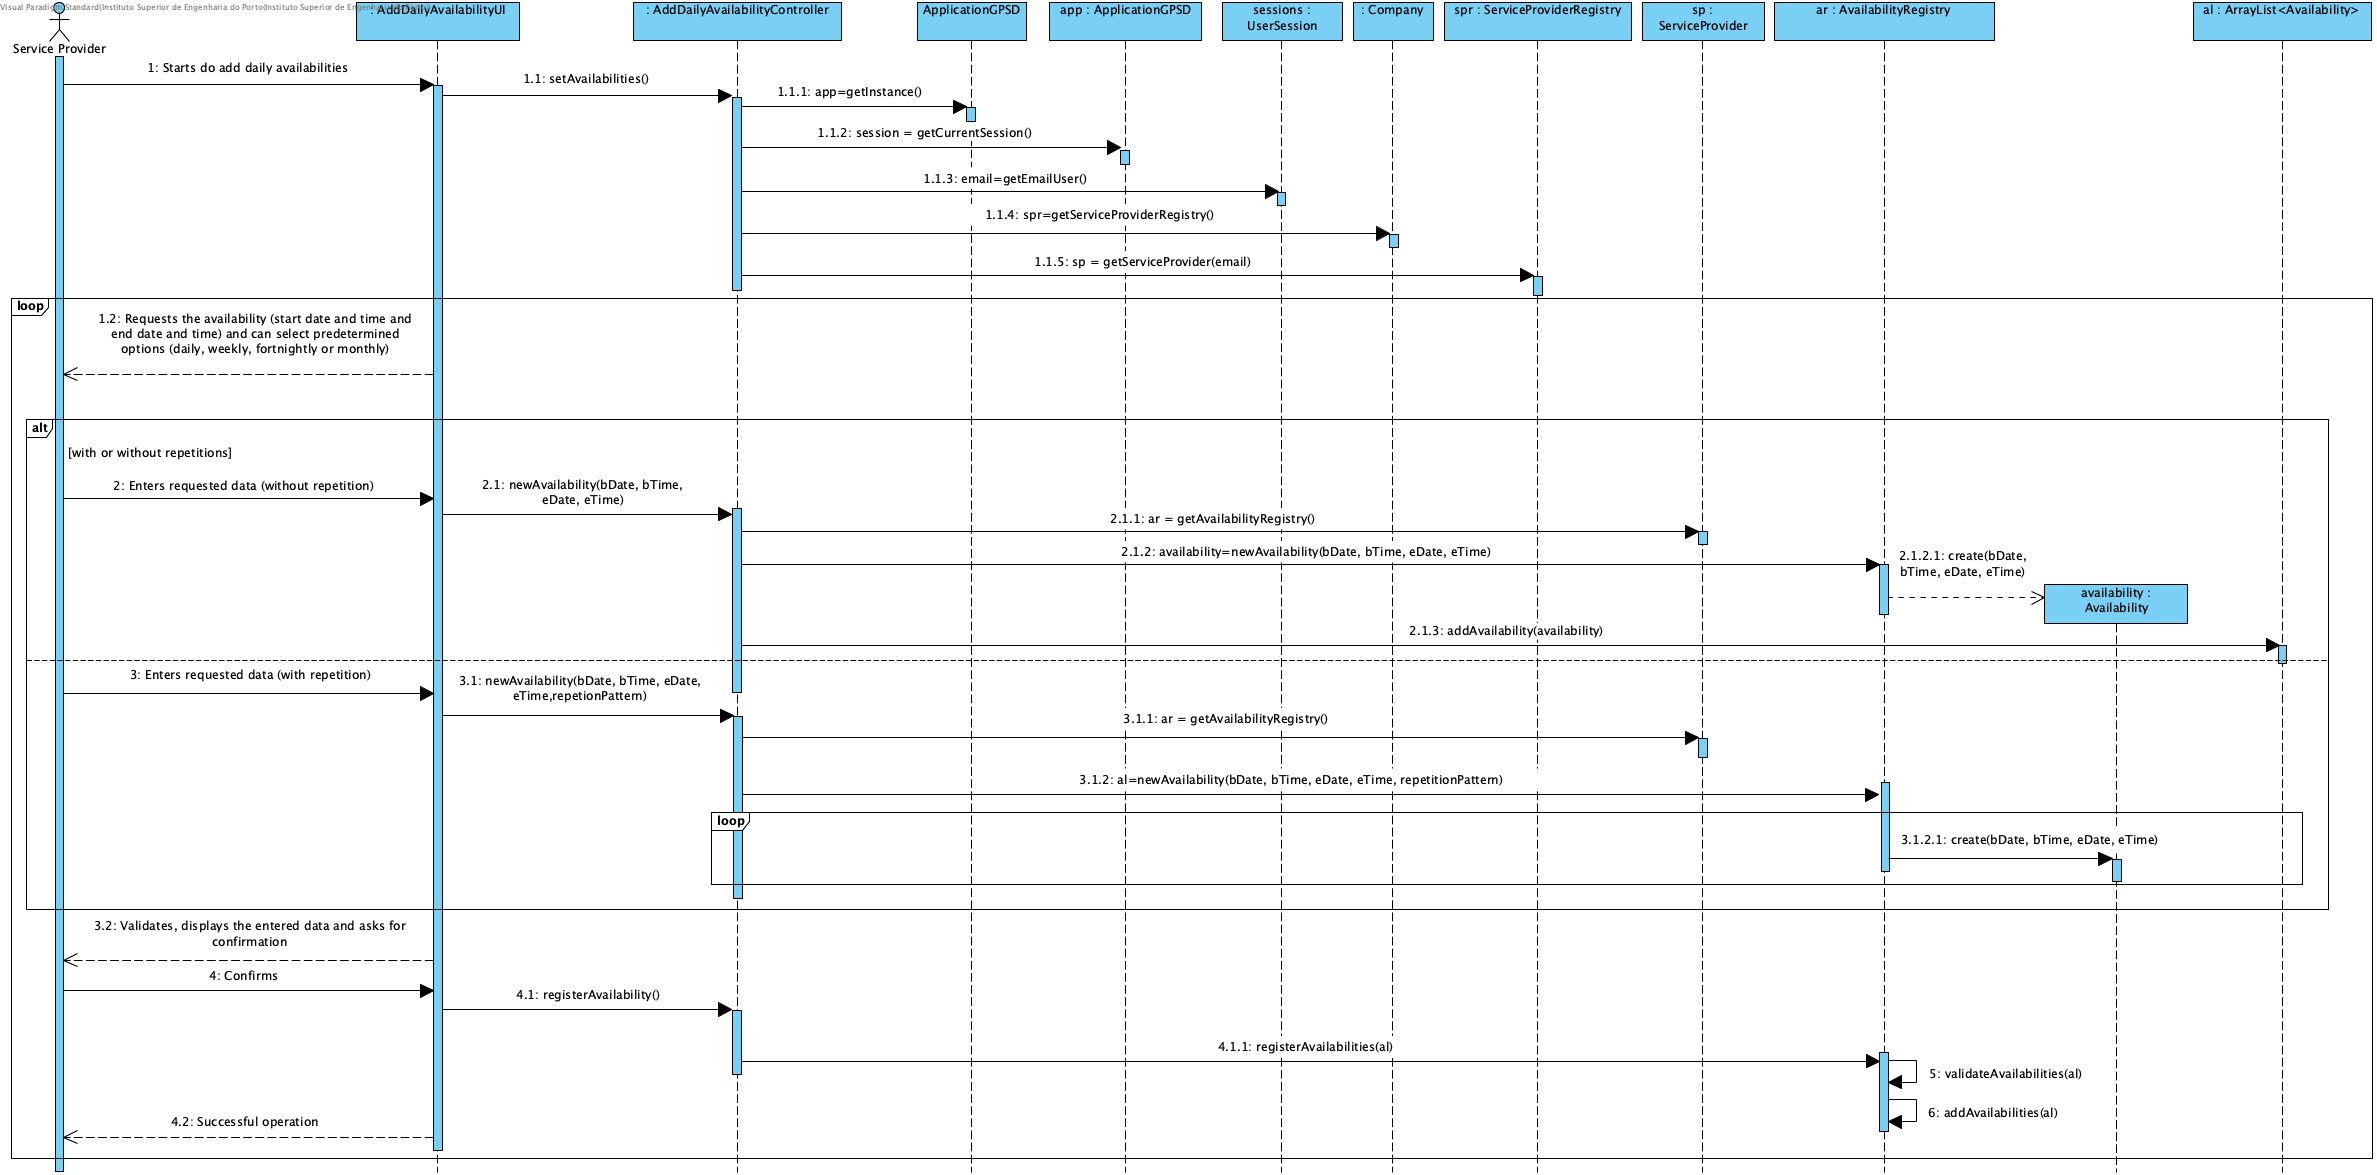 Visual Paradigm Standard(Instituto Superior de Engenharia do Porto(Instituto Superior de Engenharia
Service Provider
: AddDailyAvailabilityUI
: AddDailyAvailabilityController
ApplicationGPSD
app : ApplicationGPSD
sessions :
UserSession
: Company
spr : ServiceProviderRegistry
sp :
ServiceProvider
ar : AvailabilityRegistry
al : ArrayList<Availability>
1: Starts do add daily availabilities
1.1: setAvailabilities()
1.1.1: app=getInstance()
1.1.2: session = getCurrentSession()
1.1.3: email=getEmailUser()
1.1.4: spr=getServiceProviderRegistry()
1.1.5: sp = getServiceProvider(email)
loop
1.2: Requests the availability (start date and time and
end date and time) and can select predetermined
options (daily, weekly, fortnightly or monthly)
alt
[with or without repetitions]
2: Enters requested data (without repetition)
2.1: newAvailability(bDate, bTime,
eDate, eTime)
2.1.1: ar = getAvailabilityRegistry()
2.1.2: availability=newAvailability(bDate, bTime, eDate, eTime)
2.1.2.1: create(bDate,
bTime, eDate, eTime)
availability :
Availability
2.1.3: addAvailability(availability)
3: Enters requested data (with repetition)
3.1: newAvailability(bDate, bTime, eDate,
eTime,repetionPattern)
3.1.1: ar = getAvailabilityRegistry()
3.1.2: al=newAvailability(bDate, bTime, eDate, eTime, repetitionPattern)
loop
3.1.2.1: create(bDate, bTime, eDate, eTime)
3.2: Validates, displays the entered data and asks for
confirmation
4: Confirms
4.1: registerAvailability()
4.1.1: registerAvailabilities(al)
5: validateAvailabilities(al)
6: addAvailabilities(al)
4.2: Successful operation